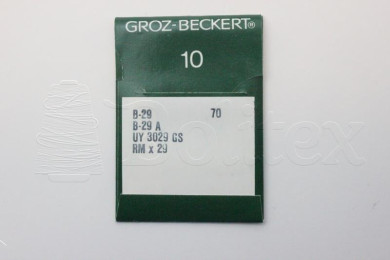 GROZ-BECKERT®
10
B-29 70
B-29 A
UY 3029 GS
RM x 29